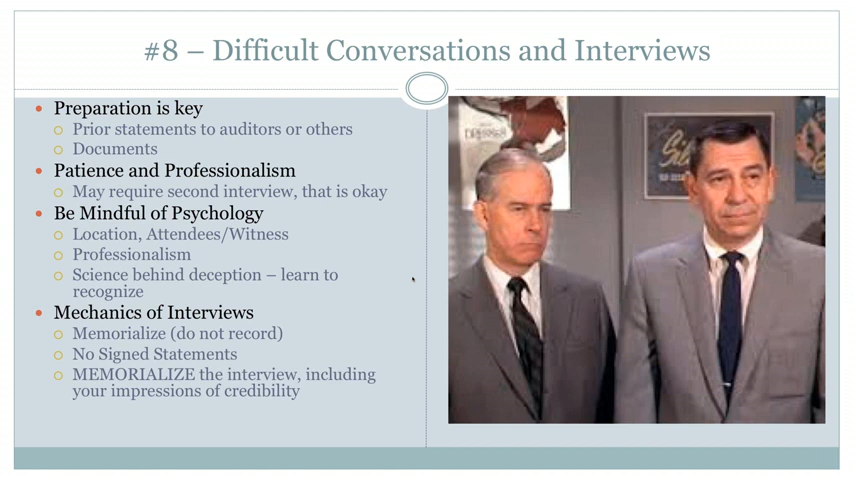 #8 – Difficult Conversations and Interviews
Preparation is key
Prior statements to auditors or others
Documents
Patience and Professionalism
May require second interview, that is okay
Be Mindful of Psychology
Location, Attendees/Witness
Professionalism
Science behind deception – learn to
recognize
Mechanics of Interviews
Memorialize (do not record)
No Signed Statements
MEMORIALIZE the interview, including
your impressions of credibility